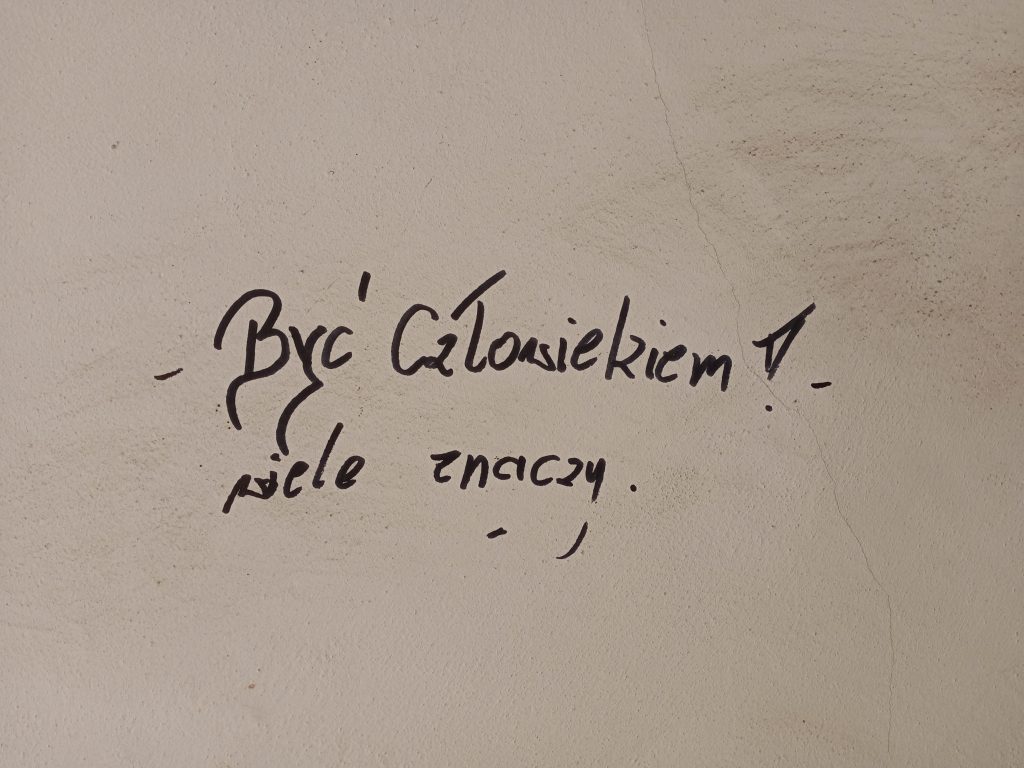 - Być Człowiekiem! -
wiele znaczy.